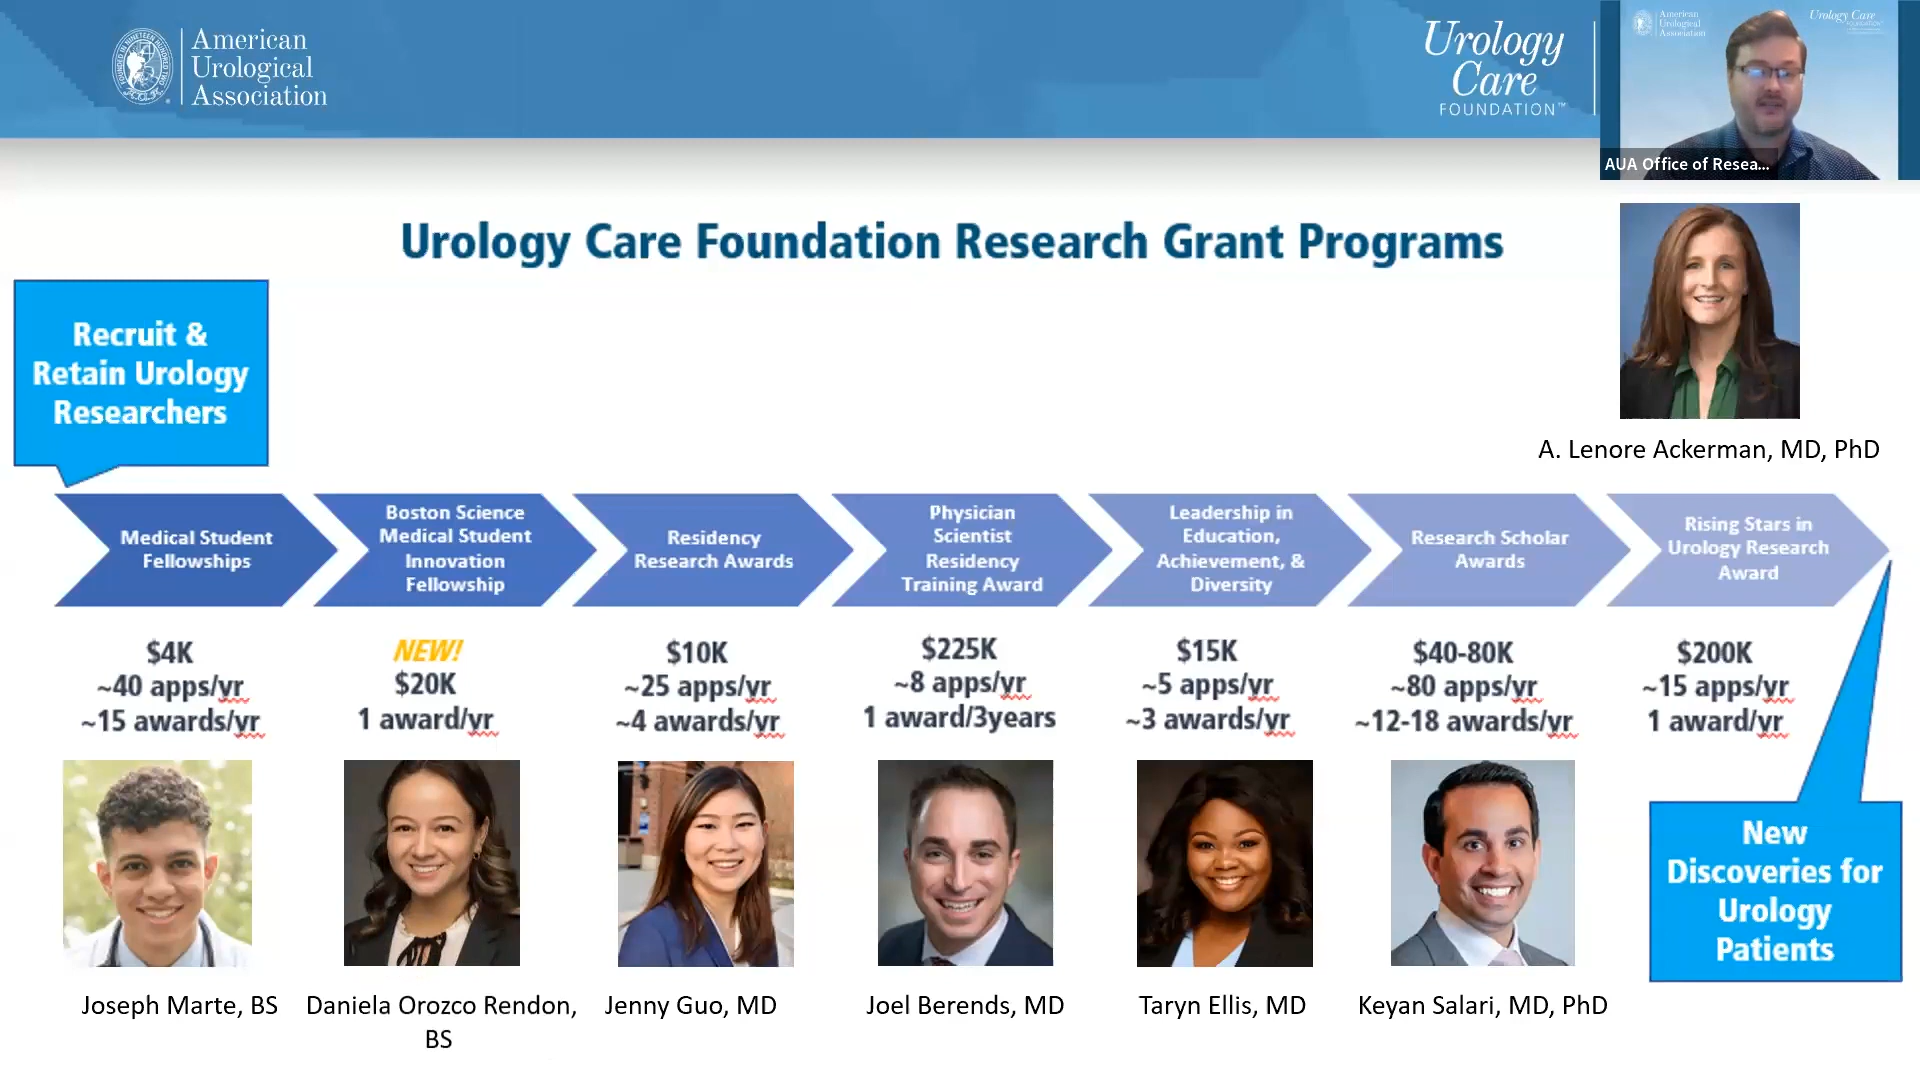 American
Urological
Association
Urology
Care
FOUNDATION™
American
Urological
Association
Urology Care
AUA Office of Resea...
Urology Care Foundation Research Grant Programs
Recruit &
Retain Urology
Researchers
A. Lenore Ackerman, MD, PhD
Medical Student
Fellowships
Boston Science
Medical Student
Innovation
Fellowship
Residency
Research Awards
Physician
Scientist
Residency
Training Award
Leadership in
Education,
Achievement, &
Diversity
Research Scholar
Awards
Rising Stars in
Urology Research
Award
$4K
~40 apps/yr
~15 awards/yr
NEW!
$20K
1 award/yr
$10K
~25 apps/yr
~4 awards/yr
$225K
~8 apps/yr
1 award/3years
$15K
~5 apps/yr
~3 awards/yr
$40-80K
~80 apps/yr
~12-18 awards/yr
$200K
~15 apps/yr
1 award/yr
New
Discoveries for
Urology
Patients
Joseph Marte, BS
Daniela Orozco Rendon,
BS
Jenny Guo, MD
Joel Berends, MD
Taryn Ellis, MD
Keyan Salari, MD, PhD